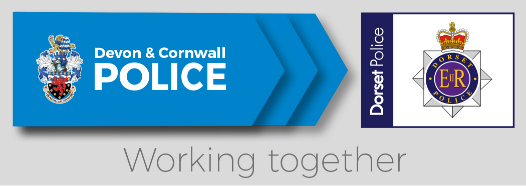 Devon & Cornwall
POLICE
Dorset Police
DORSET
EIIR
POLICE
Working together